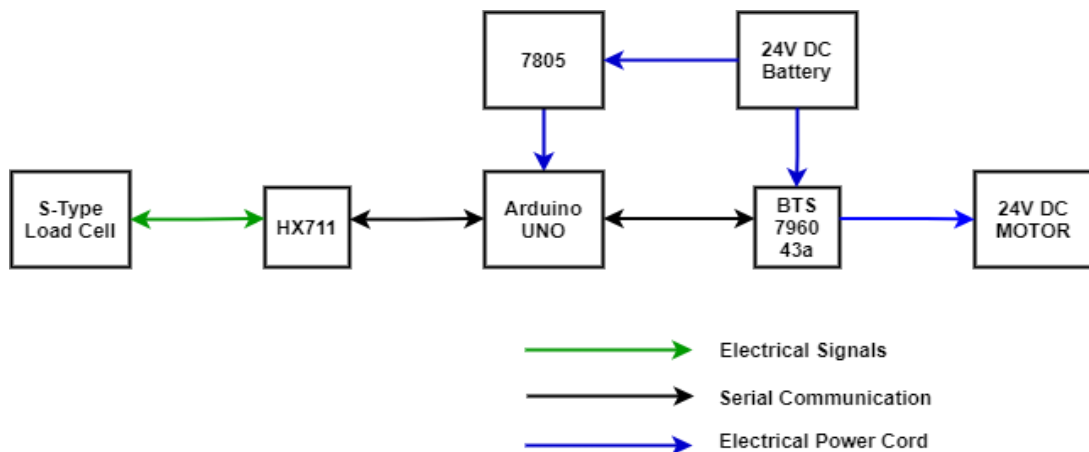 7805
24V DC
Battery
S-Type
Load Cell
HX711
Arduino
UNO
BTS
7960
43a
24V DC
MOTOR
Electrical Signals
Serial Communication
Electrical Power Cord